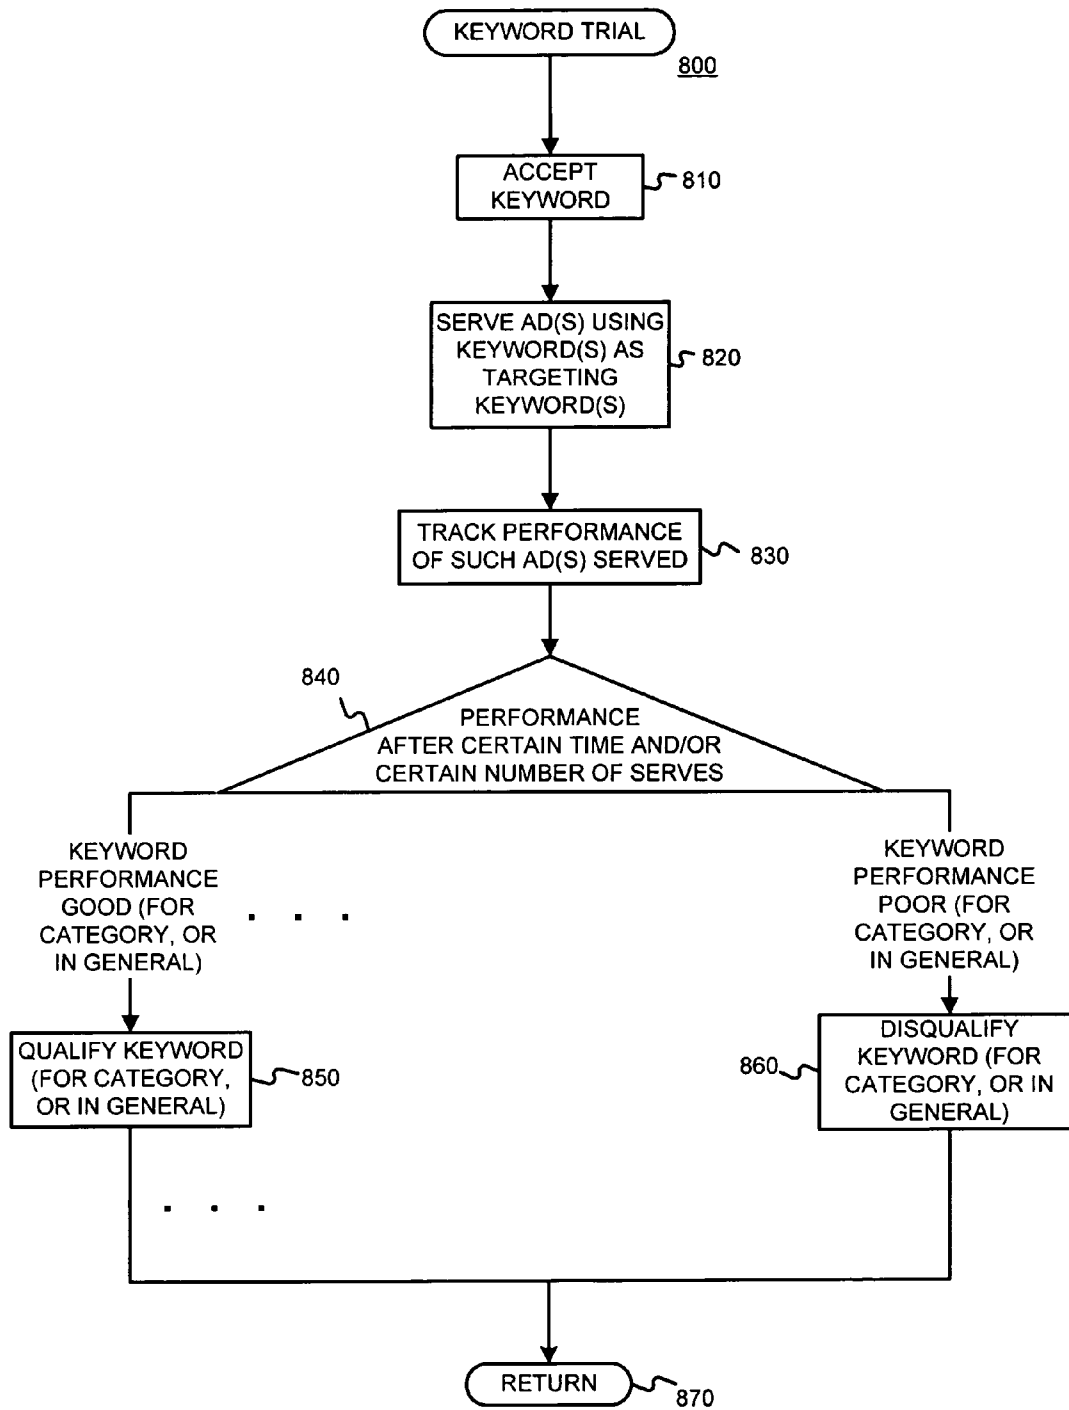 KEYWORD TRIAL
800
ACCEPT
KEYWORD
810
SERVE AD(S) USING
KEYWORD(S) AS
TARGETING
KEYWORD(S)
820
TRACK PERFORMANCE
OF SUCH AD(S) SERVED
830
840
PERFORMANCE
AFTER CERTAIN TIME AND/OR
CERTAIN NUMBER OF SERVES
KEYWORD
PERFORMANCE
GOOD (FOR
CATEGORY, OR
IN GENERAL)
. . .
KEYWORD
PERFORMANCE
POOR (FOR
CATEGORY, OR
IN GENERAL)
QUALIFY KEYWORD
(FOR CATEGORY,
OR IN GENERAL)
850
860
DISQUALIFY
KEYWORD (FOR
CATEGORY, OR IN
GENERAL)
. . .
RETURN
870